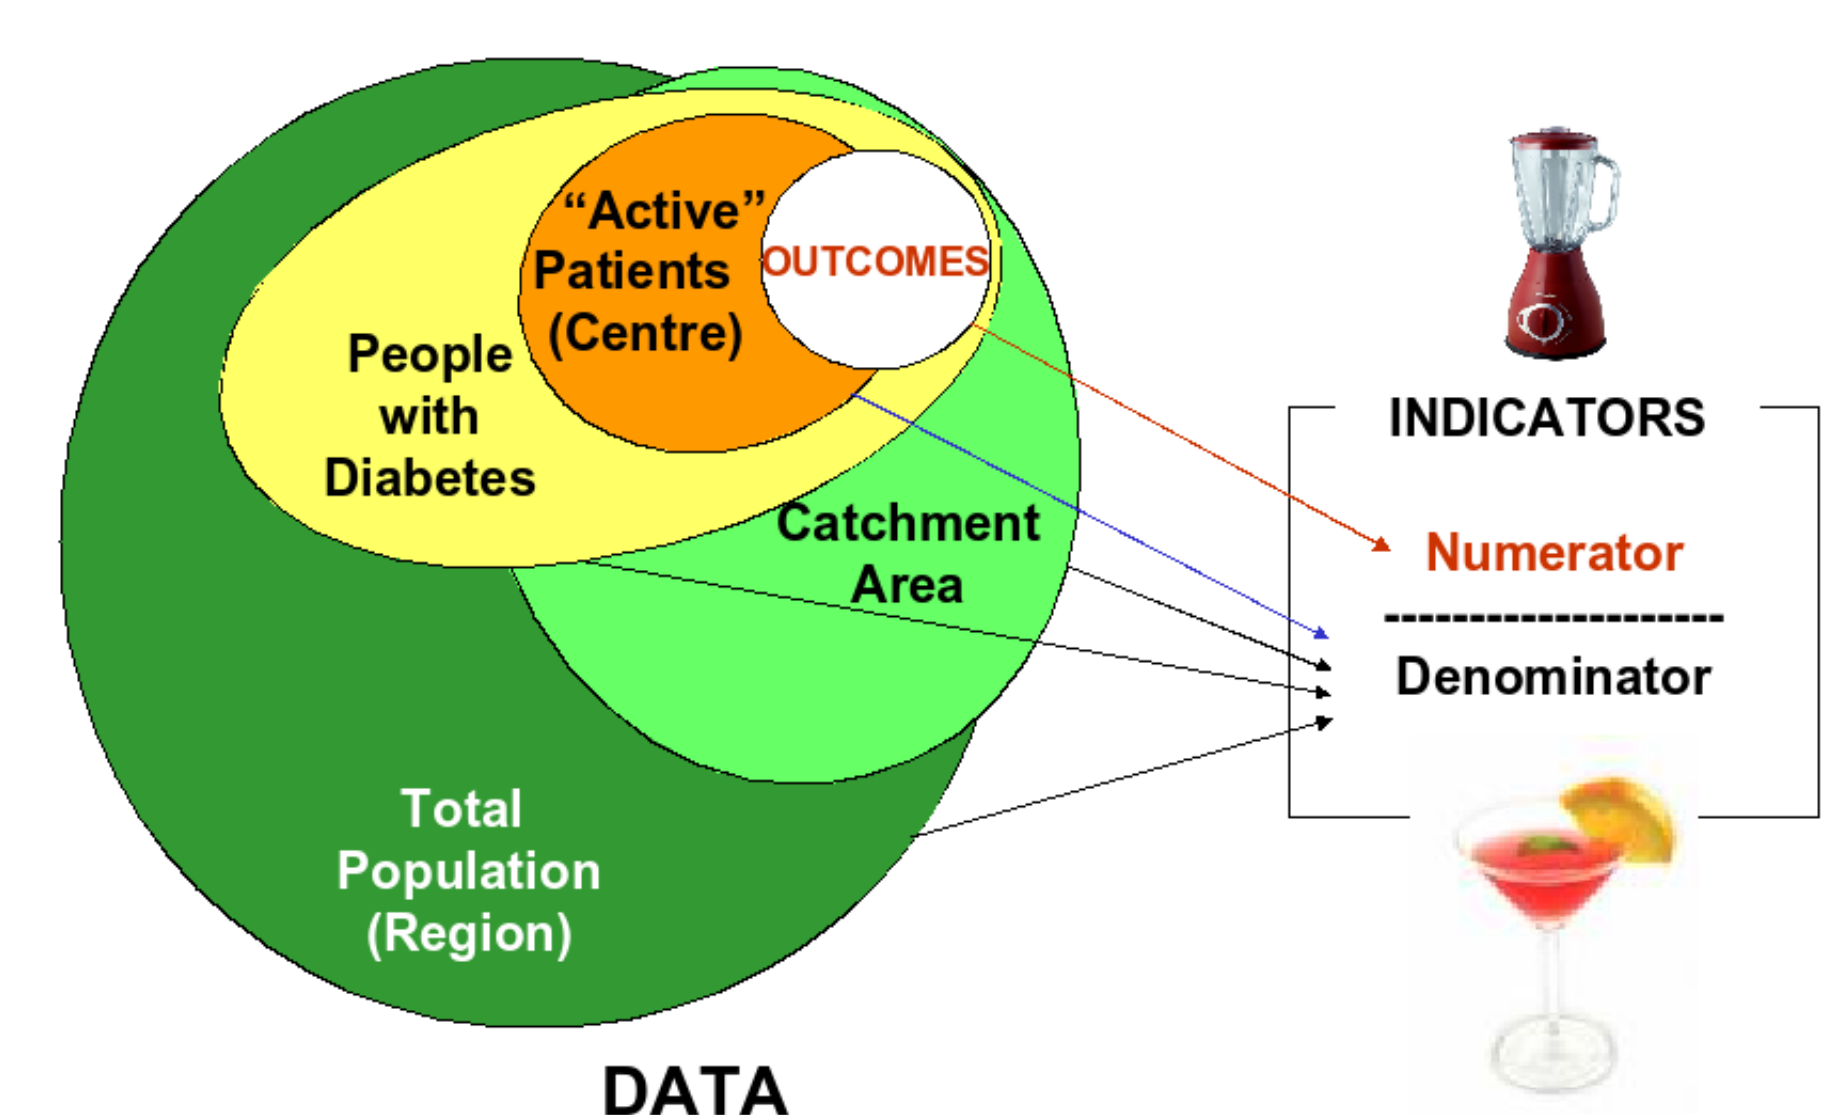 “Active”
Patients
(Centre)
OUTCOMES
People
with
Diabetes
Catchment
Area
Total
Population
(Region)
DATA
INDICATORS
Numerator
--------------------
Denominator